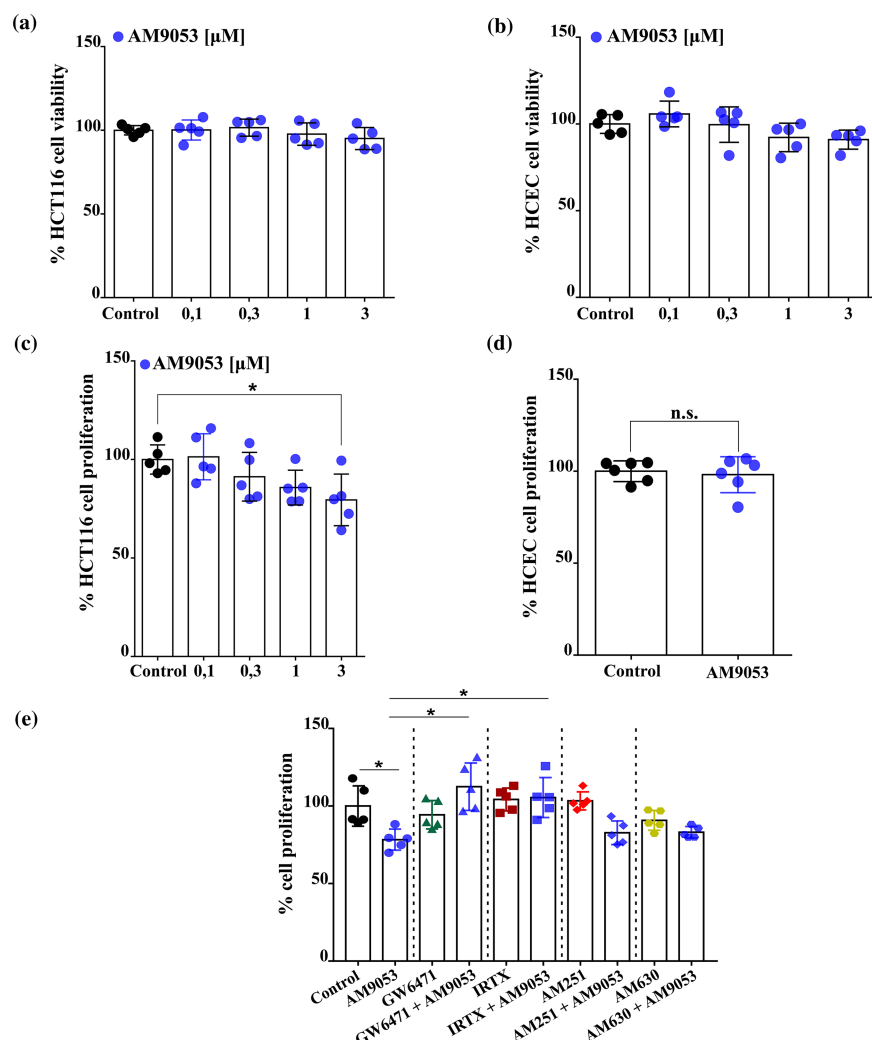 (a)
AM9053 [µM]
% HCT116 cell viability
150
100
50
0
Control 0,1 0,3 1 3
(b)
AM9053 [µM]
% HCEC cell viability
150
100
50
0
Control 0,1 0,3 1 3
(c)
AM9053 [µM]
*
% HCT116 cell proliferation
150
100
50
0
Control 0,1 0,3 1 3
(d)
n.s.
% HCEC cell proliferation
150
100
50
0
Control AM9053
(e)
*
*
*
% cell proliferation
150
100
50
0
Control
AM9053
GW6471
GW6471 + AM9053
IRTX
IRTX + AM9053
AM251
AM251 + AM9053
AM630
AM630 + AM9053